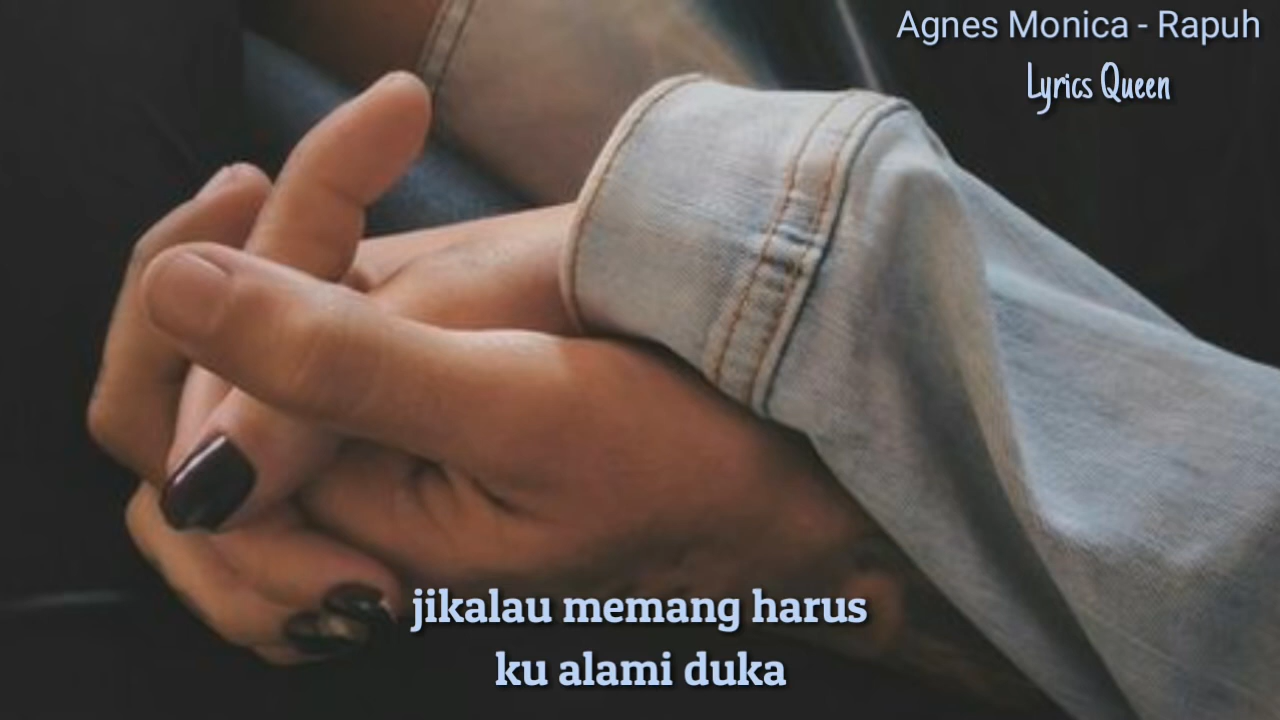 Agnes Monica - Rapuh
Lyrics Queen
jikalau memang harus
ku alami duka